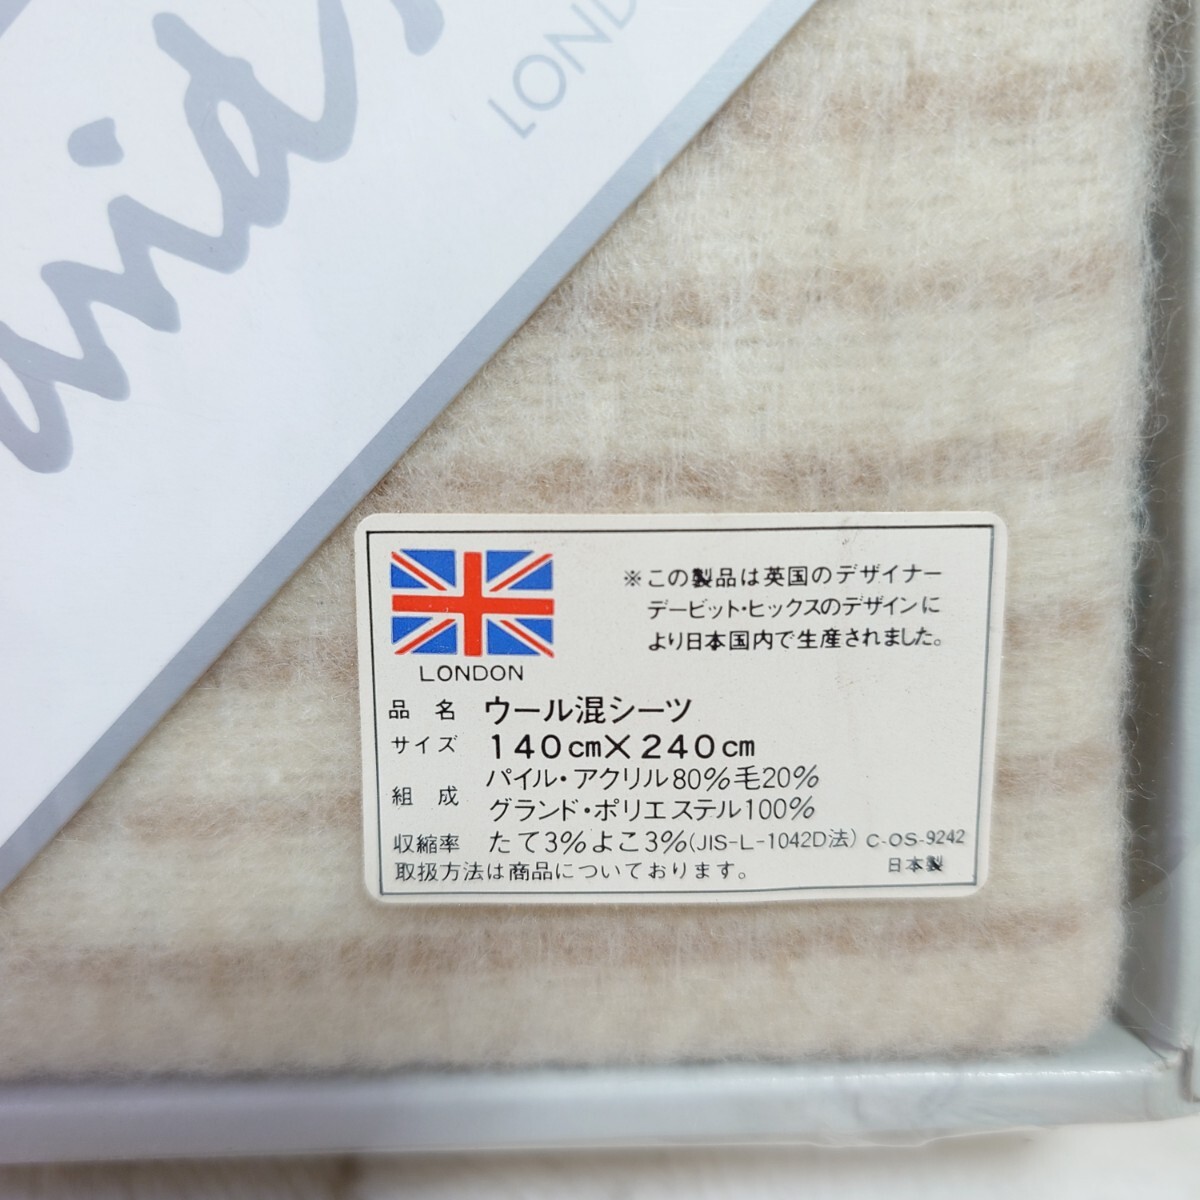 LOND
※この製品は英国のデザイナー
デービット・ヒックスのデザインに
より日本国内で生産されました。
LONDON
品名 ウール混シーツ
サイズ 140cm×240cm
組成 パイル・アクリル80%毛20%
グランド・ポリエステル100%
収縮率 たて3%よこ3%(JIS-L-1042D法) C-OS-9242
取扱方法は商品についております。 日本製